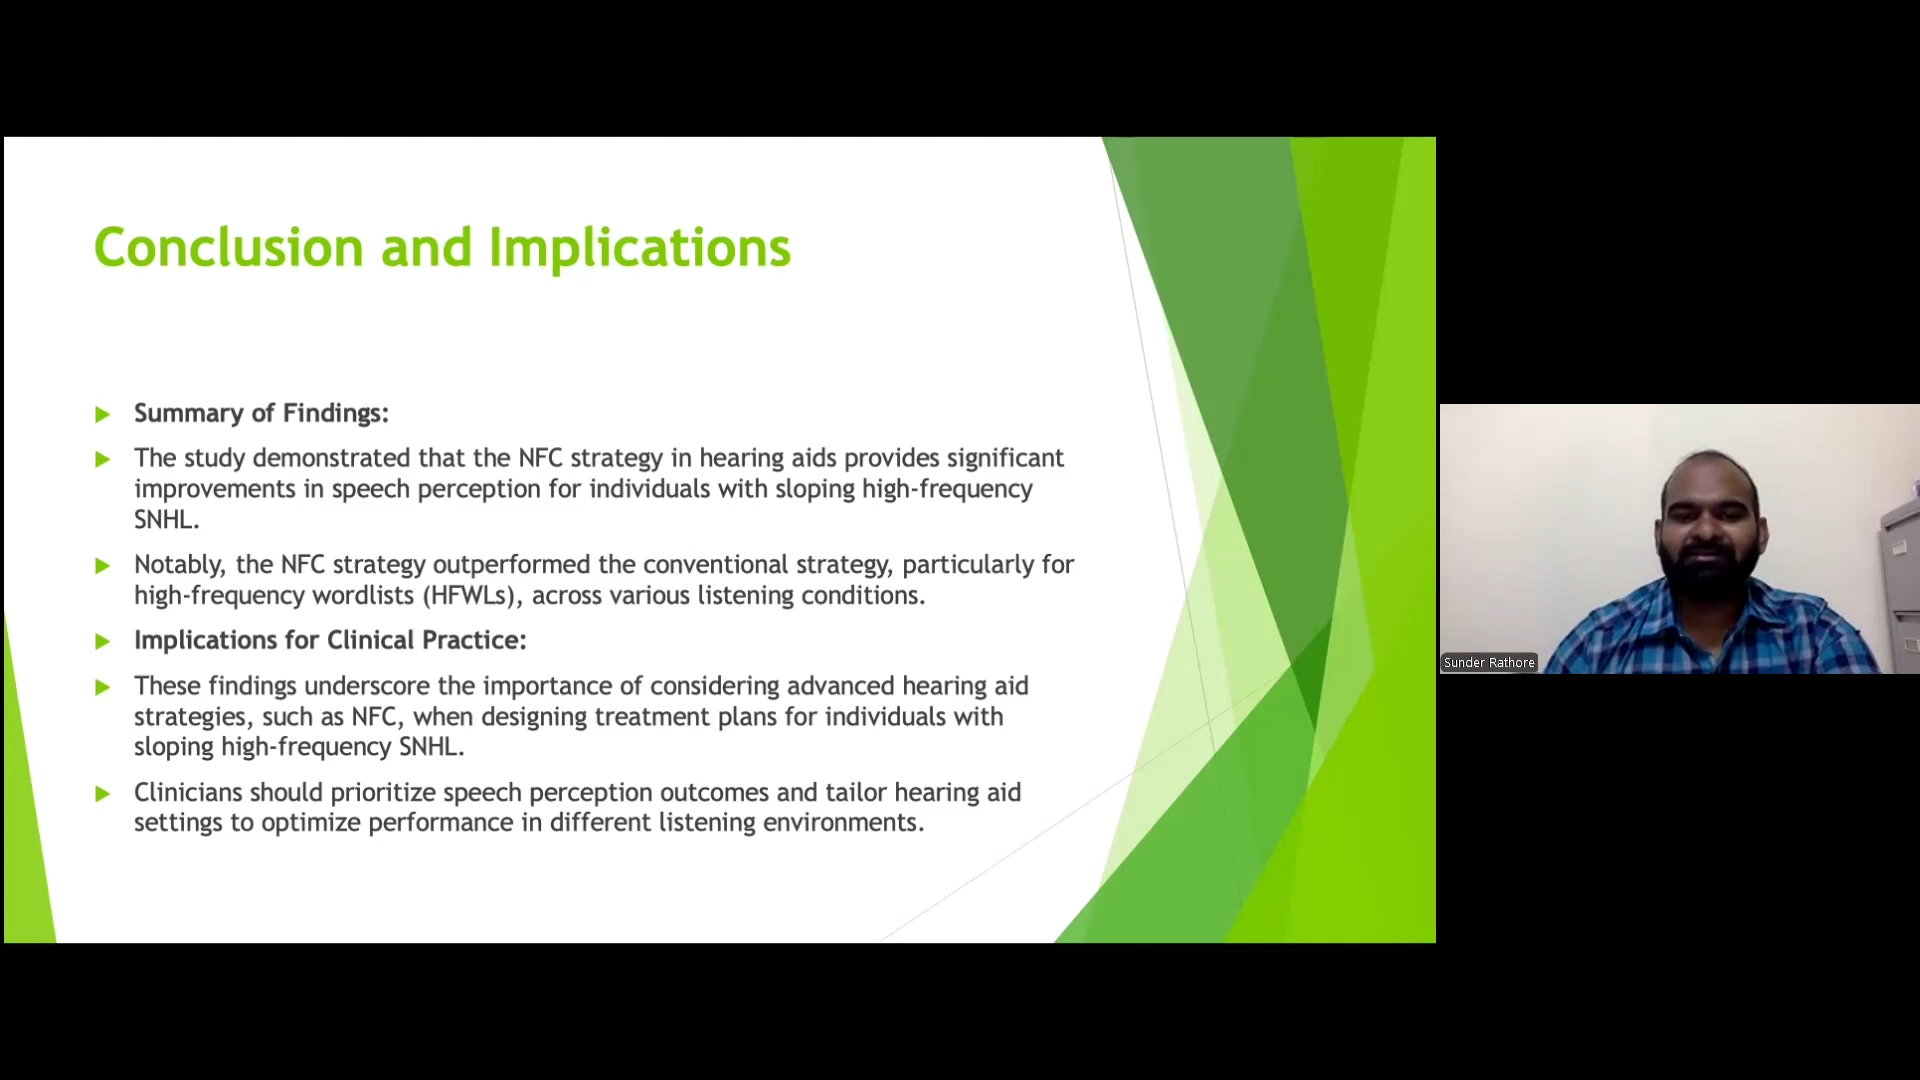 Conclusion and Implications
Summary of Findings:
The study demonstrated that the NFC strategy in hearing aids provides significant
improvements in speech perception for individuals with sloping high-frequency
SNHL.
Notably, the NFC strategy outperformed the conventional strategy, particularly for
high-frequency wordlists (HFWLs), across various listening conditions.
Implications for Clinical Practice:
These findings underscore the importance of considering advanced hearing aid
strategies, such as NFC, when designing treatment plans for individuals with
sloping high-frequency SNHL.
Clinicians should prioritize speech perception outcomes and tailor hearing aid
settings to optimize performance in different listening environments.
Sunder Rathore